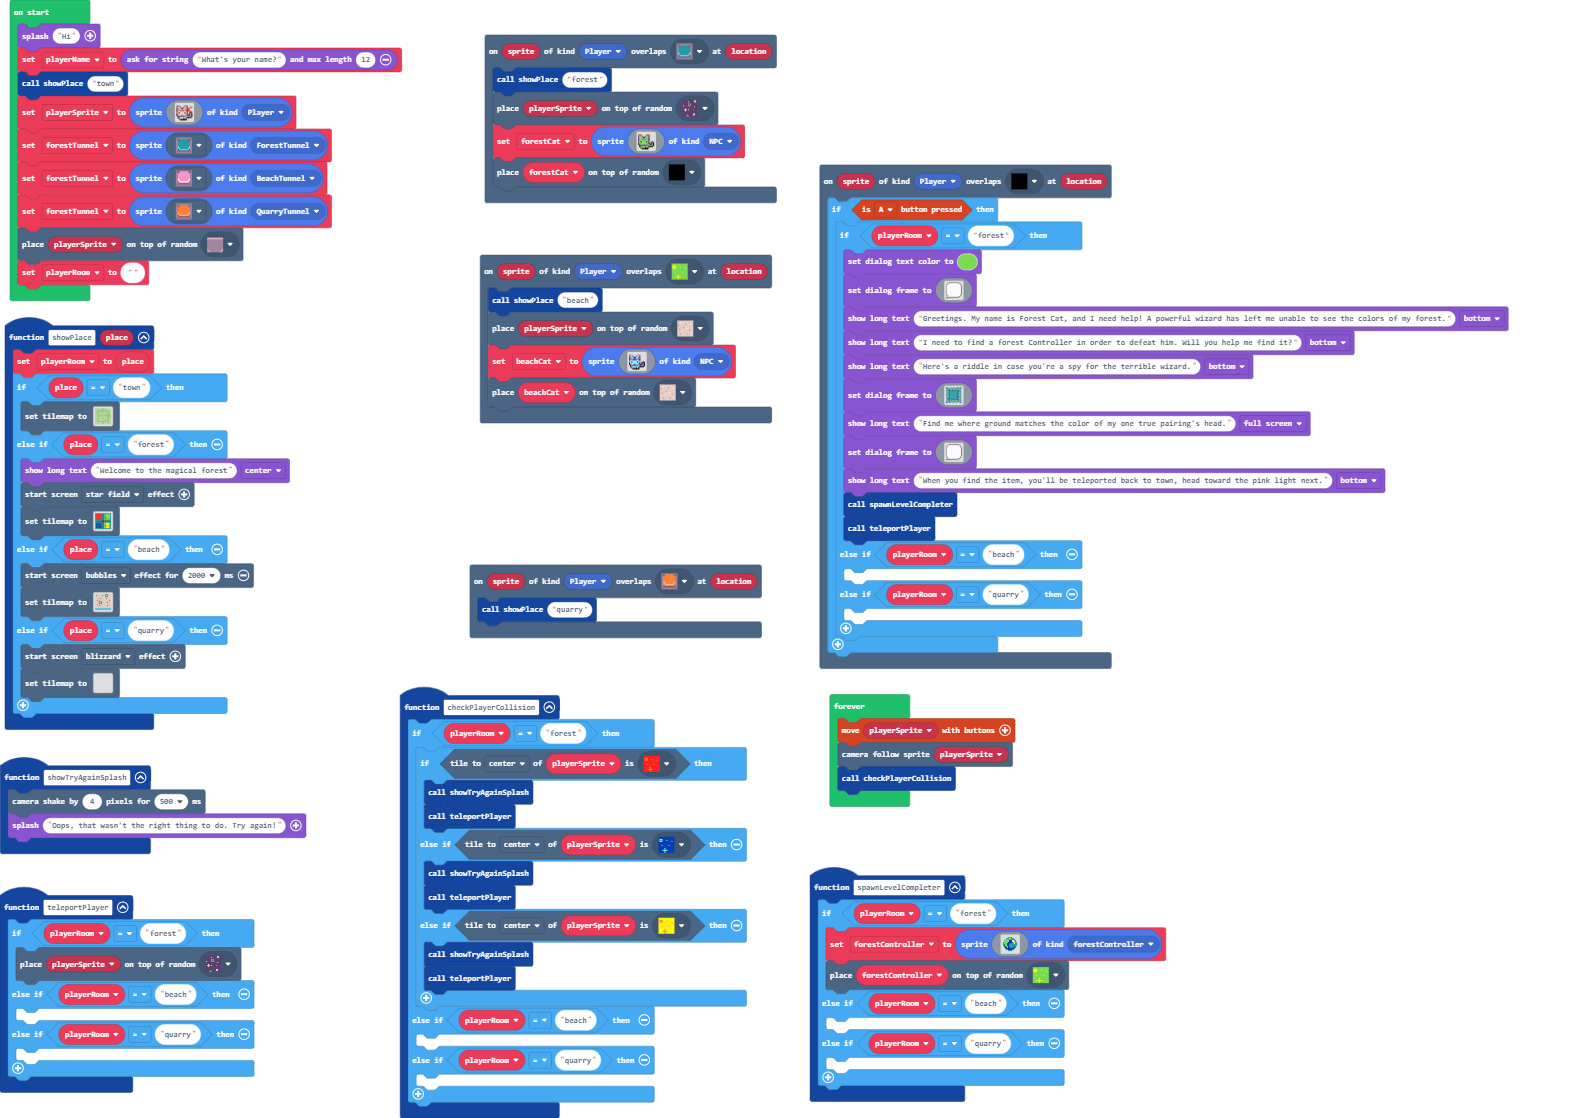 on start
splash "Hi"
set playerName to ask for string "What's your name?" and max length 12
call showPlace "town"
set playerSprite to sprite of kind Player
set forestTunnel to sprite of kind ForestTunnel
set forestTunnel to sprite of kind BeachTunnel
set forestTunnel to sprite of kind QuarryTunnel
place playerSprite on top of random
set playerRoom to ""
function showPlace place
set playerRoom to place
if place = "town" then
set tilemap to
else if place = "forest" then
show long text "Welcome to the magical forest" center
start screen star field effect
set tilemap to
else if place = "beach" then
start screen bubbles effect for 2000 ms
set tilemap to
else if place = "quarry" then
start screen blizzard effect
set tilemap to
function showTryAgainSplash
camera shake by 4 pixels for 500 ms
splash "Oops, that wasn't the right thing to do. Try again!"
function teleportPlayer
if playerRoom = "forest" then
place playerSprite on top of random
else if playerRoom = "beach" then
else if playerRoom = "quarry" then
on sprite of kind Player overlaps at location
call showPlace "forest"
place playerSprite on top of random
set forestCat to sprite of kind NPC
place forestCat on top of random
on sprite of kind Player overlaps at location
call showPlace "beach"
place playerSprite on top of random
set beachCat to sprite of kind NPC
place beachCat on top of random
on sprite of kind Player overlaps at location
call showPlace "quarry"
function checkPlayerCollision
if playerRoom = "forest" then
if tile to center of playerSprite is then
call showTryAgainSplash
call teleportPlayer
else if tile to center of playerSprite is then
call showTryAgainSplash
call teleportPlayer
else if tile to center of playerSprite is then
call showTryAgainSplash
call teleportPlayer
else if playerRoom = "beach" then
else if playerRoom = "quarry" then
on sprite of kind Player overlaps at location
if is A button pressed then
if playerRoom = "forest" then
set dialog text color to
set dialog frame to
show long text "Greetings. My name is Forest Cat, and I need help! A powerful wizard has left me unable to see the colors of my forest." bottom
show long text "I need to find a forest Controller in order to defeat him. Will you help me find it?" bottom
show long text "Here's a riddle in case you're a spy for the terrible wizard." bottom
set dialog frame to
show long text "Find me where ground matches the color of my one true pairing's head." full screen
set dialog frame to
show long text "When you find the item, you'll be teleported back to town, head toward the pink light next." bottom
call spawnLevelCompleter
call teleportPlayer
else if playerRoom = "beach" then
else if playerRoom = "quarry" then
forever
move playerSprite with buttons
camera follow sprite playerSprite
call checkPlayerCollision
function spawnLevelCompleter
if playerRoom = "forest" then
set forestController to sprite of kind forestController
place forestController on top of random
else if playerRoom = "beach" then
else if playerRoom = "quarry" then